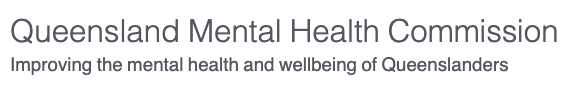 Queensland Mental Health Commission
Improving the mental health and wellbeing of Queenslanders